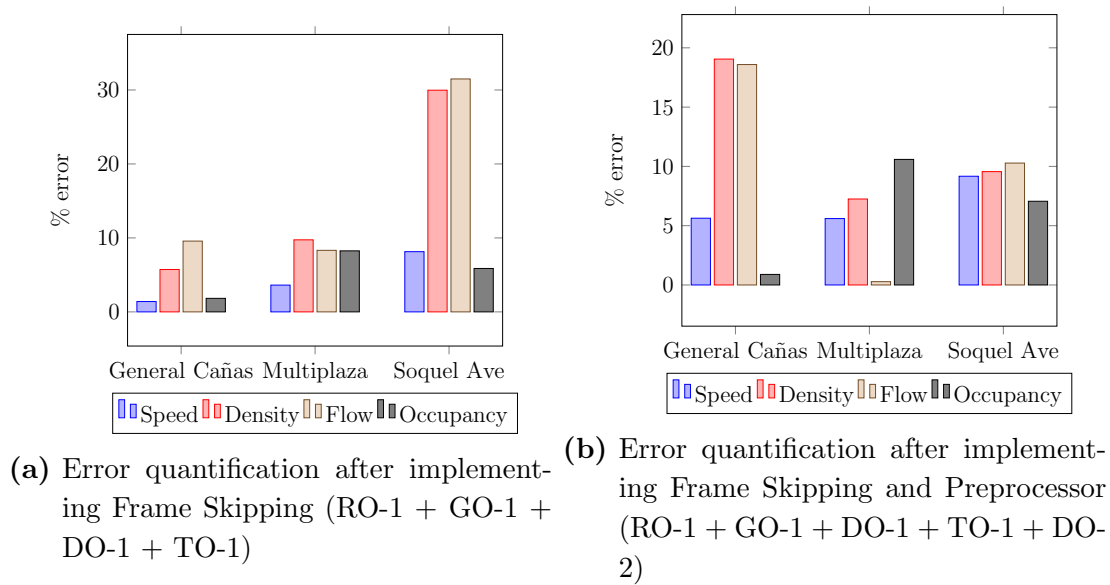 % error
30
20
10
0
General Cañas Multiplaza Soquel Ave
Speed Density Flow Occupancy
(a) Error quantification after implement-
ing Frame Skipping (RO-1 + GO-1 +
DO-1 + TO-1)
% error
20
15
10
5
0
General Cañas Multiplaza Soquel Ave
Speed Density Flow Occupancy
(b) Error quantification after implement-
ing Frame Skipping and Preprocessor
(RO-1 + GO-1 + DO-1 + TO-1 + DO-
2)